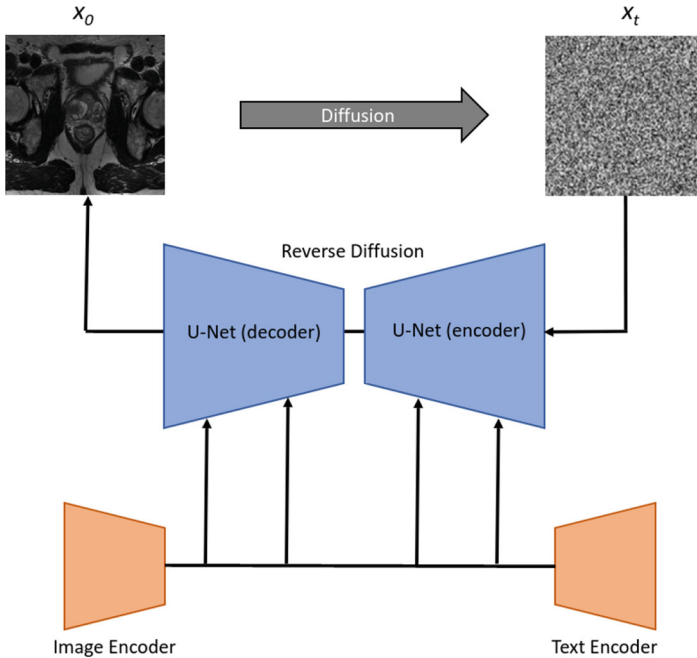 x₀
xₜ
Diffusion
Reverse Diffusion
U-Net (decoder)
U-Net (encoder)
Image Encoder
Text Encoder